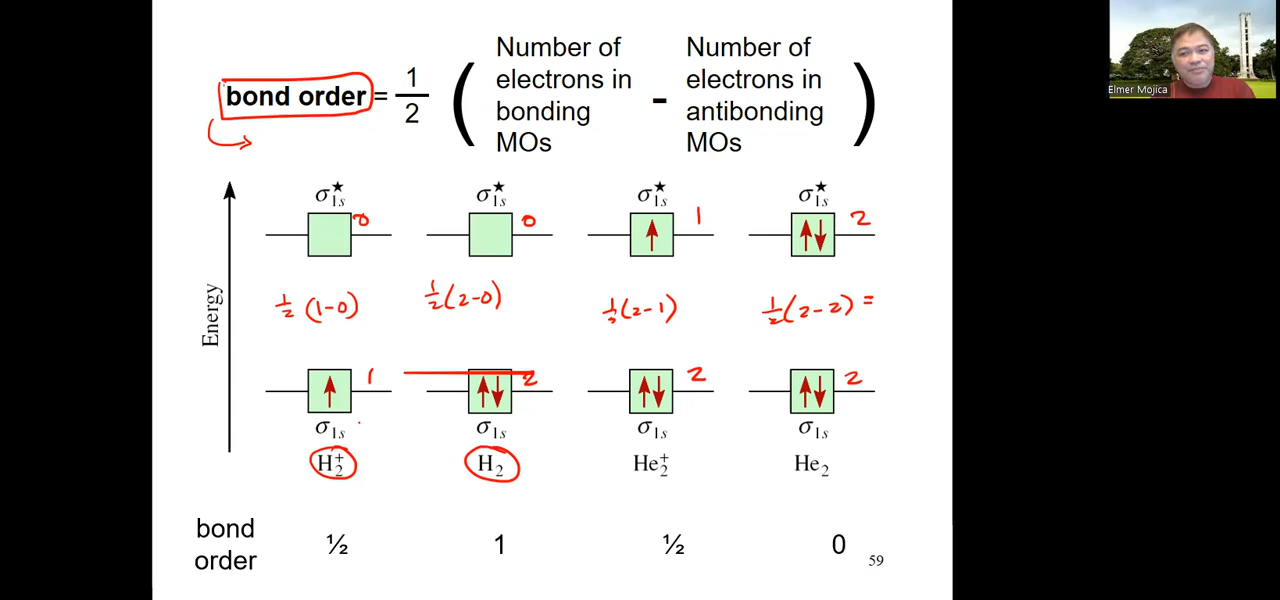 Number of electrons in bonding MOs
Number of electrons in antibonding MOs
bond order = 1/2 ( - )
Elmer Mojica
σ★1s σ★1s σ★1s σ★1s
0 0 1 2
Energy
½ (1-0) ½(2-0) ½(2-1) ½(2-2) =
1 2 2 2
σ1s σ1s σ1s σ1s
H2+ H2 He2+ He2
bond order ½ 1 ½ 0
59